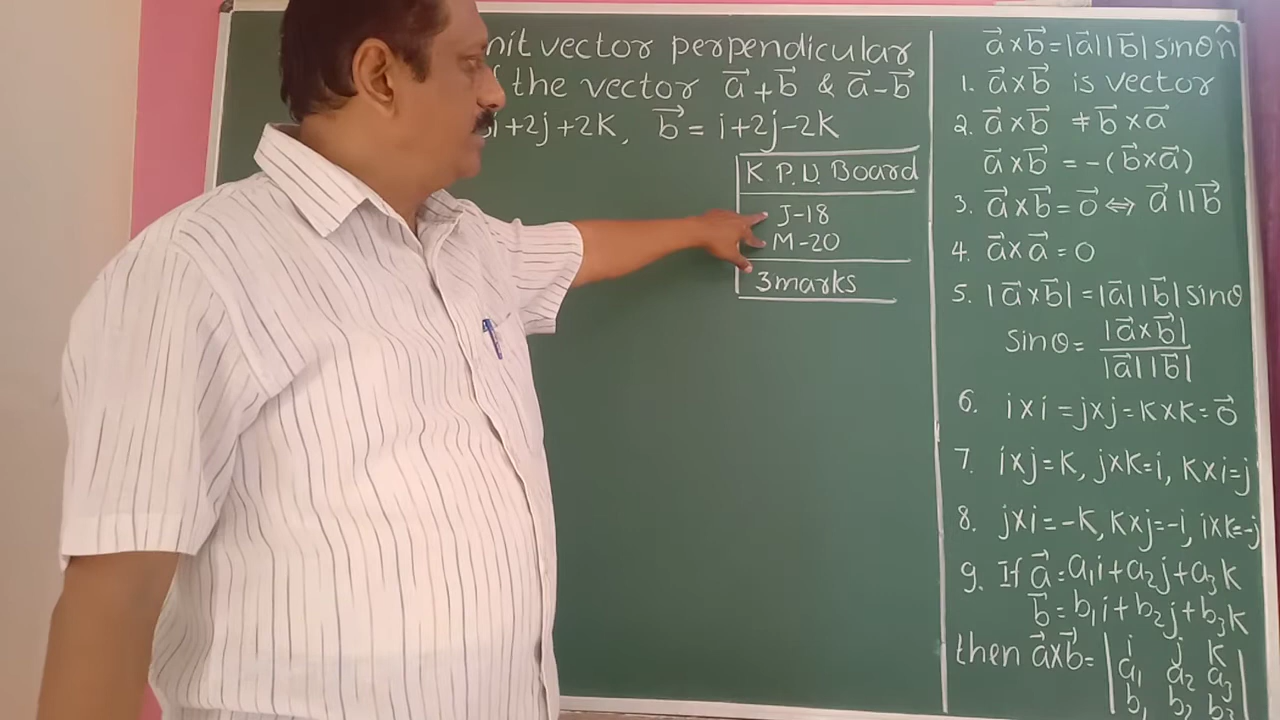 nit vector perpendicular
the vector a⃗+b⃗ & a⃗-b⃗
i+2j+2K, b⃗ = i+2j-2K
K P.U. Board
J-18
M-20
3marks
a⃗×b⃗=|a⃗||b⃗|sinθn̂
1. a⃗×b⃗ is vector
2. a⃗×b⃗ ≠ b⃗×a⃗
a⃗×b⃗ = -(b⃗×a⃗)
3. a⃗×b⃗=0⃗ ⇔ a⃗ || b⃗
4. a⃗×a⃗=0
5. |a⃗×b⃗|=|a⃗||b⃗|sinθ
sinθ= |a⃗×b⃗|
|a⃗||b⃗|
6. i×i=j×j=K×K=0⃗
7. i×j=K, j×K=i, K×i=j
8. j×i=-K, K×j=-i, i×K=-j
9. If a⃗=a₁i+a₂j+a₃K
b⃗=b₁i+b₂j+b₃K
then a⃗×b⃗= | i j K |
a₁ a₂ a₃
b₁ b₂ b₃